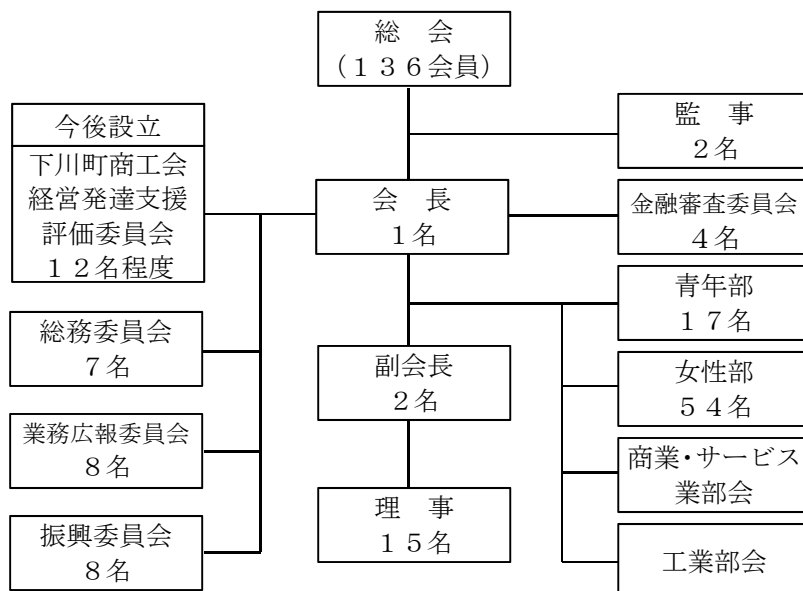 総　会
(１３６会員)
今後設立
下川町商工会
経営発達支援
評価委員会
１２名程度
監　事
２名
会　長
１名
金融審査委員会
４名
青年部
１７名
総務委員会
７名
副会長
２名
女性部
５４名
業務広報委員会
８名
商業・サービス
業部会
振興委員会
８名
理　事
１５名
工業部会